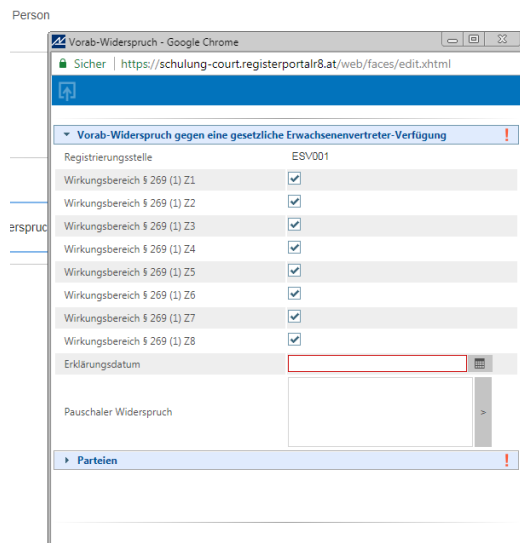 Person
Vorab-Widerspruch - Google Chrome
Sicher | https://schulung-court.registerportalr8.at/web/faces/edit.xhtml
Vorab-Widerspruch gegen eine gesetzliche Erwachsenenvertreter-Verfügung !
Registrierungsstelle ESV001
Wirkungsbereich § 269 (1) Z1
Wirkungsbereich § 269 (1) Z2
Wirkungsbereich § 269 (1) Z3
erspruc
Wirkungsbereich § 269 (1) Z4
Wirkungsbereich § 269 (1) Z5
Wirkungsbereich § 269 (1) Z6
Wirkungsbereich § 269 (1) Z7
Wirkungsbereich § 269 (1) Z8
Erklärungsdatum
Pauschaler Widerspruch >
Parteien !